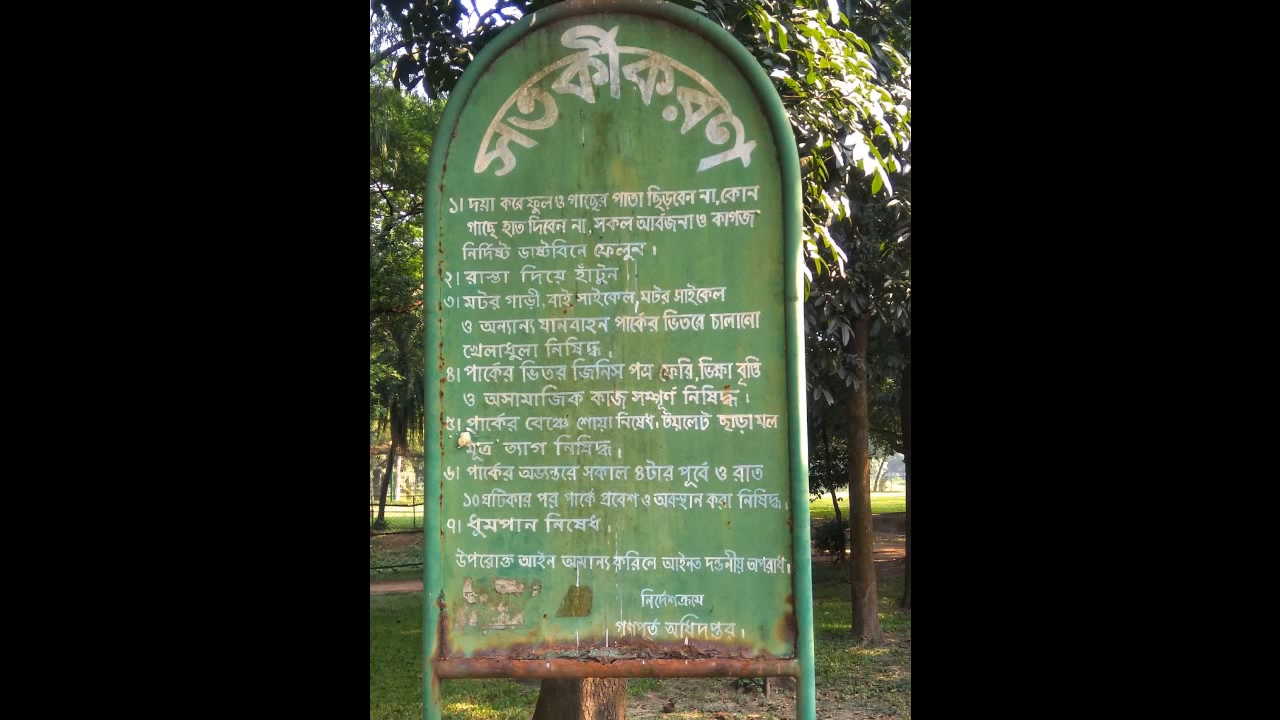 সতর্কীকরণ
১। দয়া করে ফুল ও গাছের পাতা ছিড়বেন না, কোন
গাছে হাত দিবেন না, সকল আর্বজনা ও কাগজ
নির্দিষ্ট ডাষ্টবিনে ফেলুন।
২। রাস্তা দিয়ে হাঁটুন।
৩। মটর গাড়ী, বাই সাইকেল, মটর সাইকেল
ও অন্যান্য যানবাহন পার্কের ভিতরে চালানো
খেলাধুলা নিষিদ্ধ।
৪। পার্কের ভিতর জিনিস পত্র ফেরি, ভিক্ষা বৃত্তি
ও অসামাজিক কাজ সম্পূর্ণ নিষিদ্ধ।
৫। পার্কের বেঞ্চে শোয়া নিষেধ, টয়লেট ছাড়া মল
মূত্র ত্যাগ নিষিদ্ধ।
৬। পার্কের অভ্যন্তরে সকাল ৪টার পূর্বে ও রাত
১০ঘটিকার পর পার্কে প্রবেশ ও অবস্থান করা নিষিদ্ধ।
৭। ধুমপান নিষেধ।
উপরোক্ত আইন অমান্য করিলে আইনত দন্ডনীয় অপরাধ।
নির্দেশক্রমে
গণপূর্ত অধিদপ্তর।